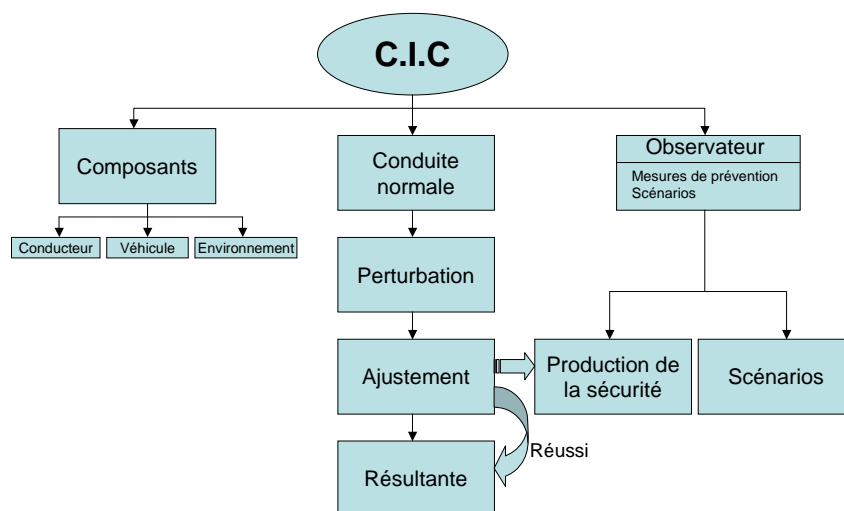 C.I.C
Composants
Conducteur
Véhicule
Environnement
Conduite
normale
Perturbation
Ajustement
Réussi
Résultante
Observateur
Mesures de prévention
Scénarios
Production de
la sécurité
Scénarios